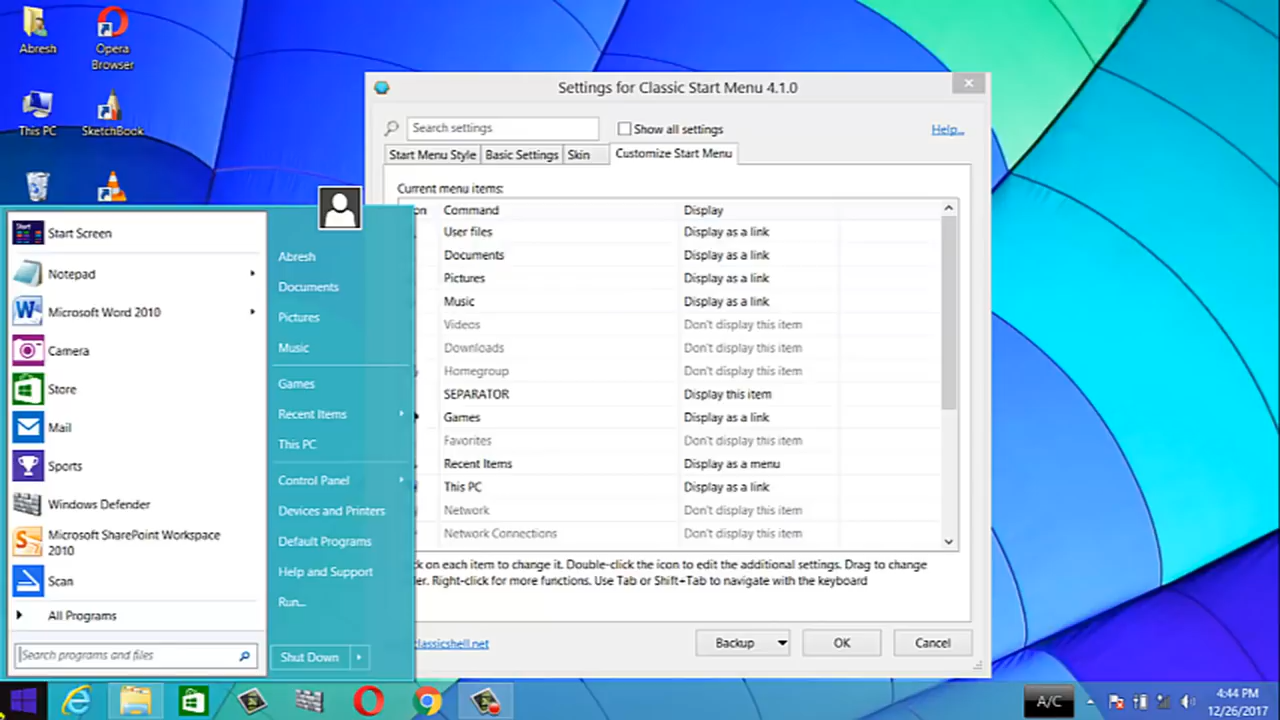 Abresh
Opera
Browser
This PC
SketchBook
Settings for Classic Start Menu 4.1.0
Search settings
Show all settings
Help...
Start Menu Style
Basic Settings
Skin
Customize Start Menu
Current menu items:
on Command Display
User files Display as a link
Documents Display as a link
Pictures Display as a link
Music Display as a link
Videos Don't display this item
Downloads Don't display this item
Homegroup Don't display this item
SEPARATOR Display this item
Games Display as a link
Favorites Don't display this item
Recent Items Display as a menu
This PC Display as a link
Network Don't display this item
Network Connections Don't display this item
ck on each item to change it. Double-click the icon to edit the additional settings. Drag to change
der. Right-click for more functions. Use Tab or Shift+Tab to navigate with the keyboard
classicshell.net
Backup
OK
Cancel
Start
Start Screen
Notepad
Microsoft Word 2010
Camera
Store
Mail
Sports
Windows Defender
Microsoft SharePoint Workspace
2010
Scan
All Programs
Search programs and files
Abresh
Documents
Pictures
Music
Games
Recent Items
This PC
Control Panel
Devices and Printers
Default Programs
Help and Support
Run...
Shut Down
A/C
4:44 PM
12/26/2017